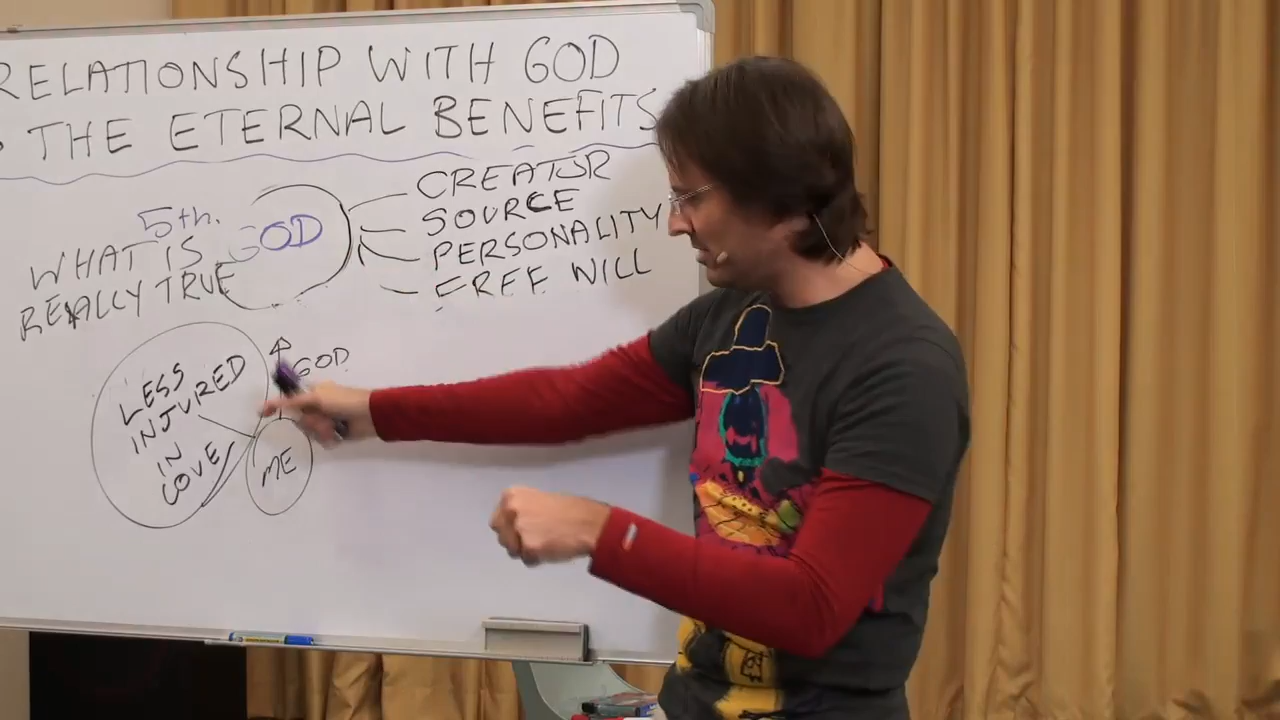 RELATIONSHIP WITH GOD
THE ETERNAL BENEFITS
5th.
WHAT IS
REALLY TRUE
GOD
CREATOR
SOURCE
PERSONALITY
FREE WILL
LESS
INJURED
IN
LOVE
GOD
ME